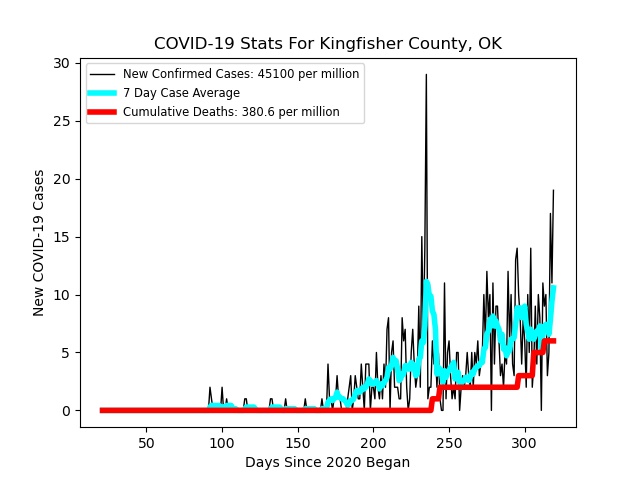 COVID-19 Stats For Kingfisher County, OK
New Confirmed Cases: 45100 per million
7 Day Case Average
Cumulative Deaths: 380.6 per million
New COVID-19 Cases
30
25
20
15
10
5
0
50 100 150 200 250 300
Days Since 2020 Began